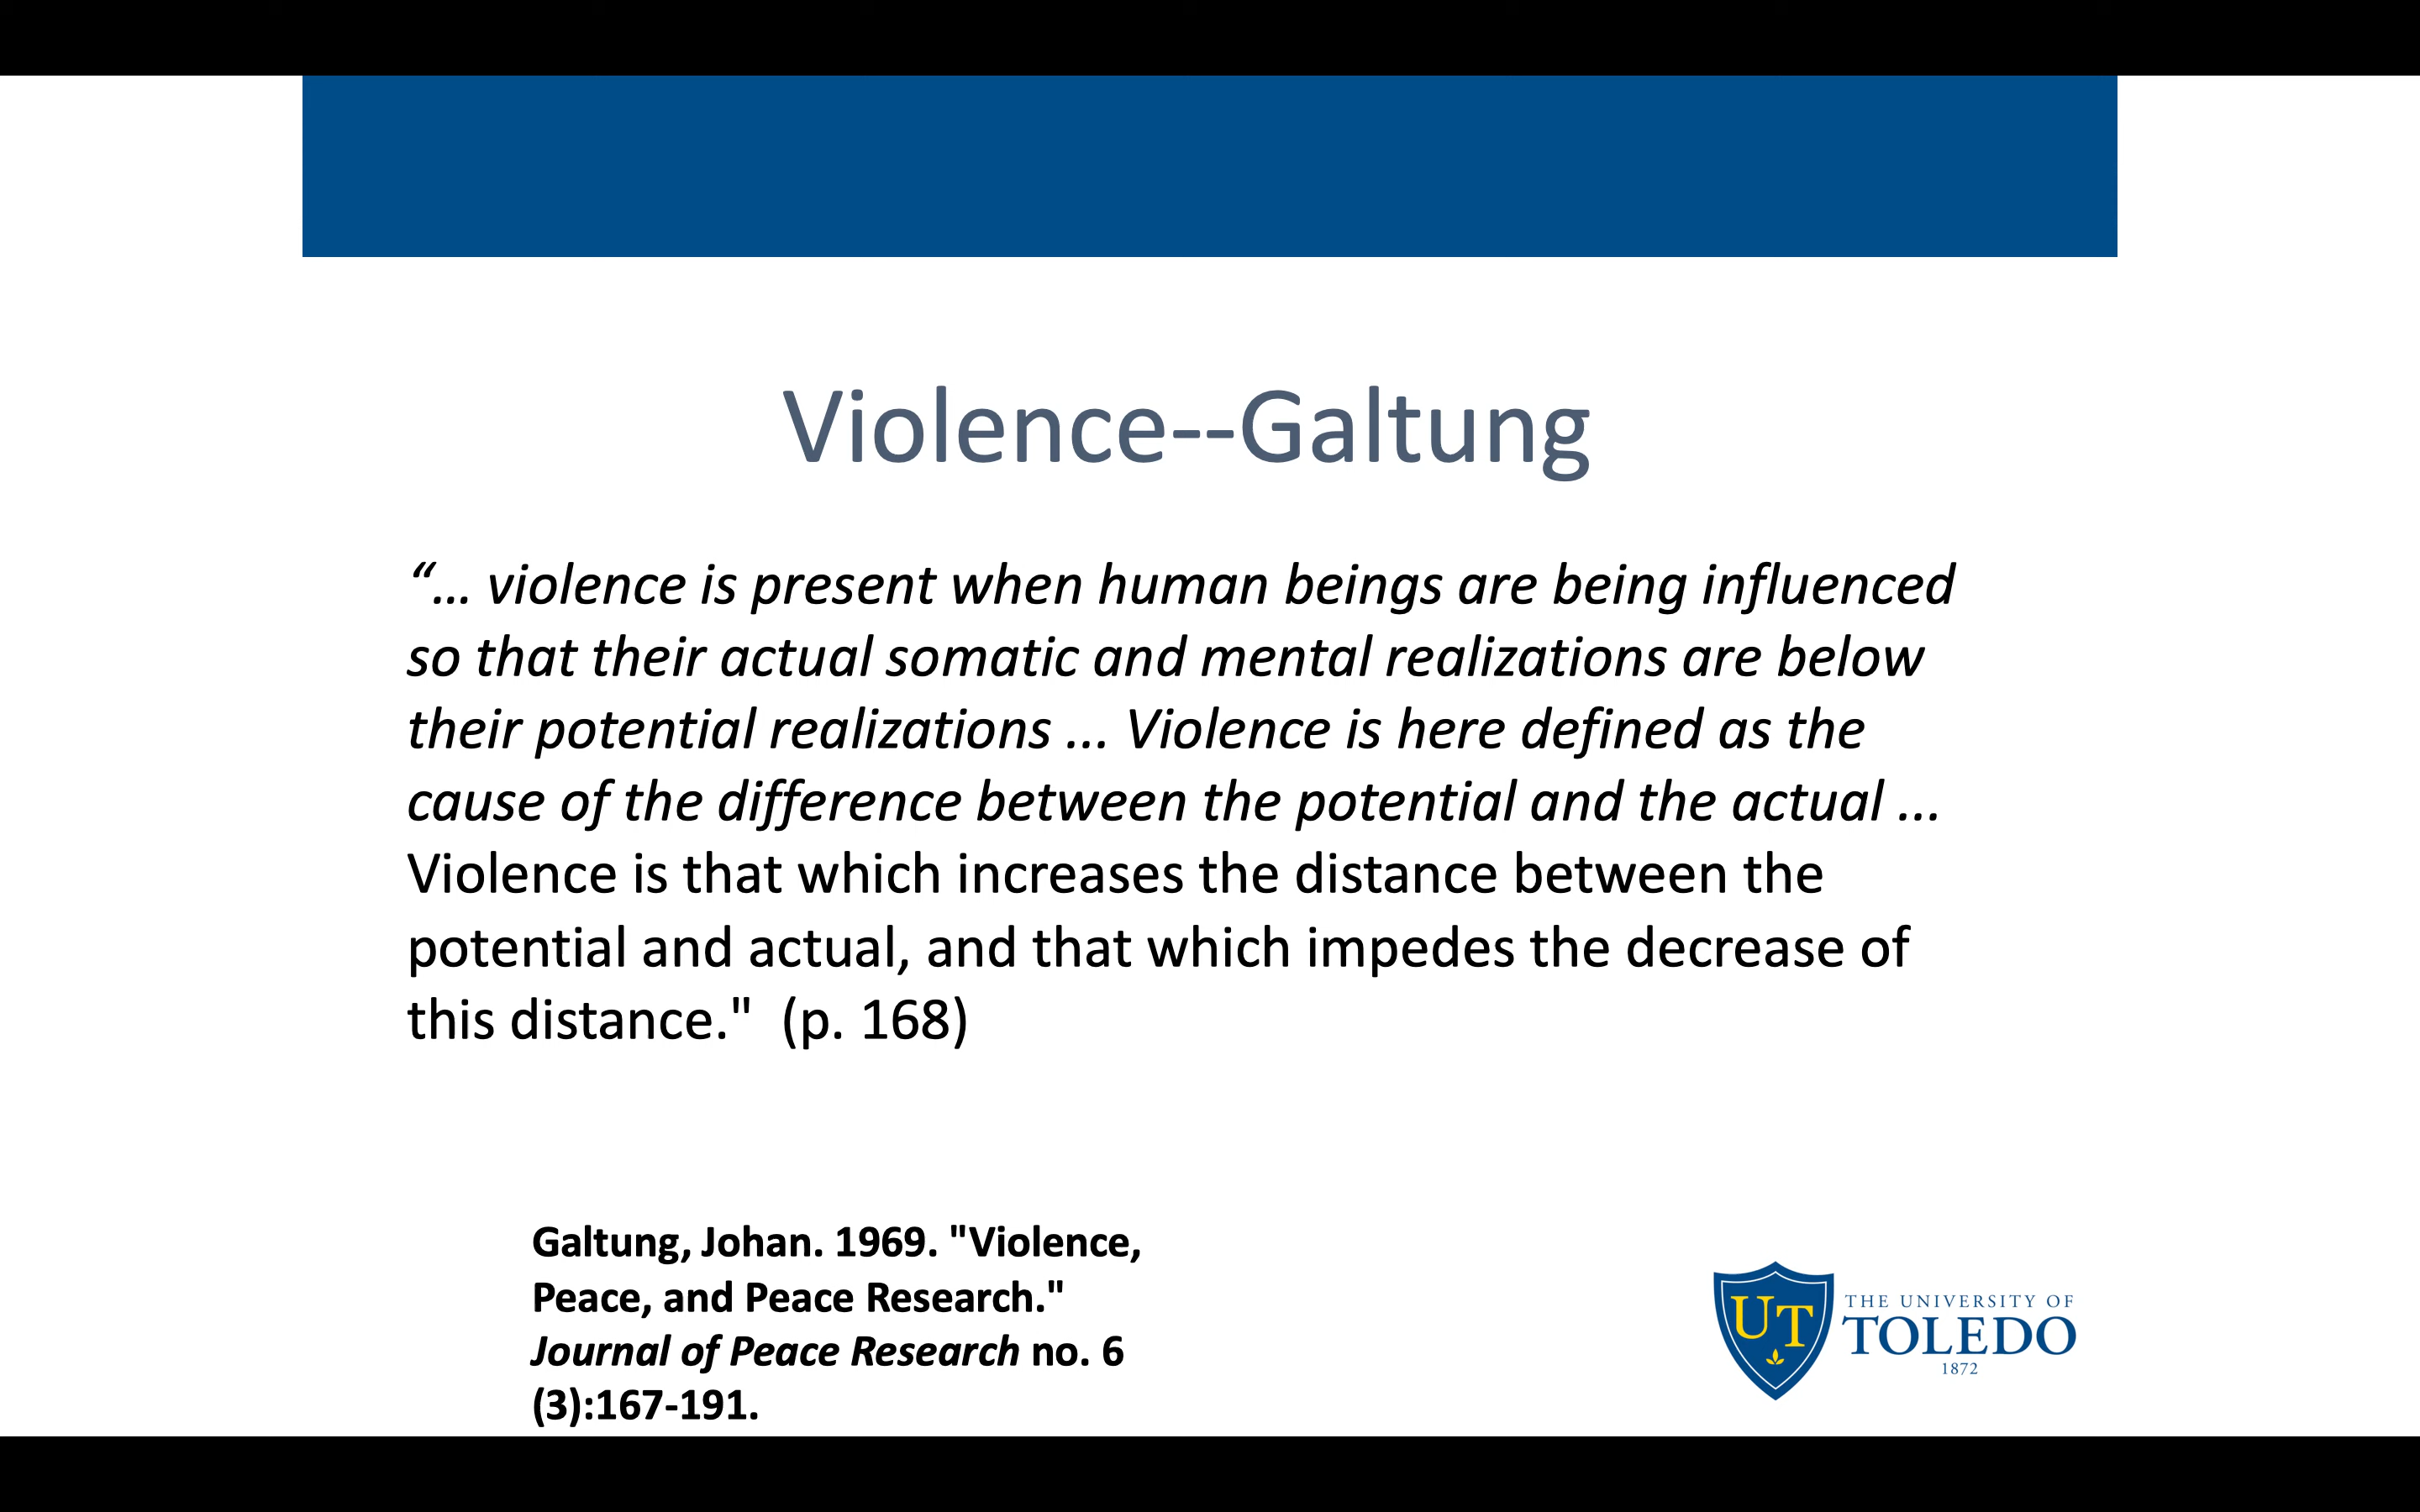 Violence--Galtung
“... violence is present when human beings are being influenced
so that their actual somatic and mental realizations are below
their potential realizations ... Violence is here defined as the
cause of the difference between the potential and the actual ...
Violence is that which increases the distance between the
potential and actual, and that which impedes the decrease of
this distance."  (p. 168)
Galtung, Johan. 1969. "Violence,
Peace, and Peace Research."
Journal of Peace Research no. 6
(3):167-191.
UT
THE UNIVERSITY OF
TOLEDO
1872